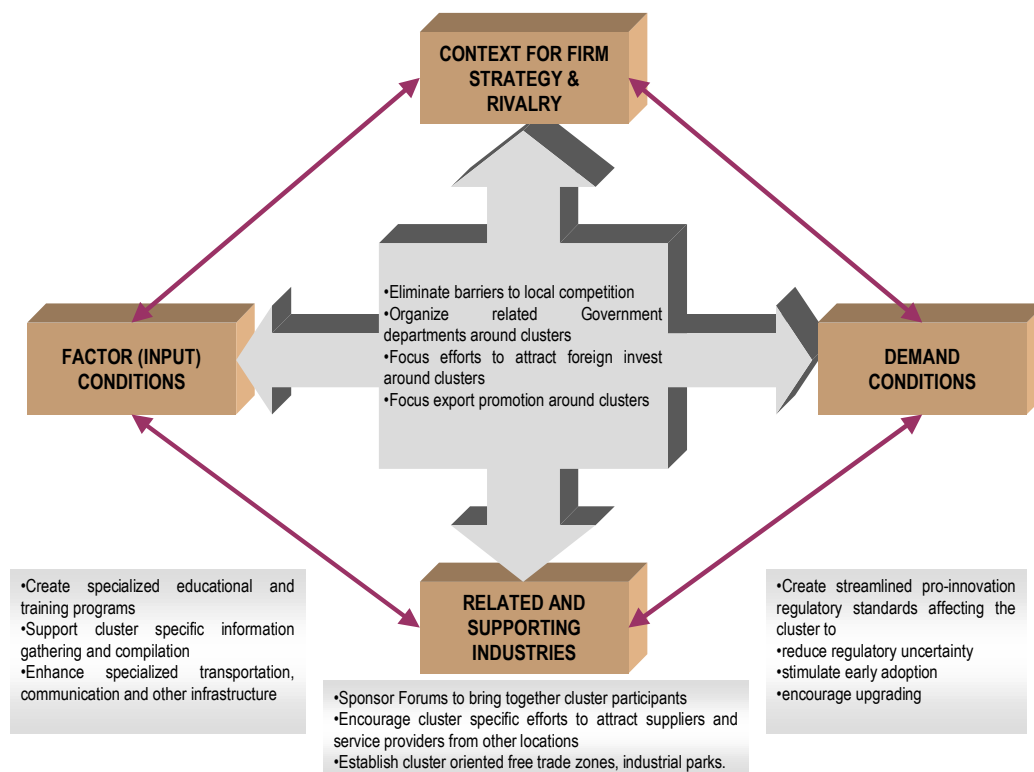 CONTEXT FOR FIRM
STRATEGY &
RIVALRY
•Eliminate barriers to local competition
•Organize related Government
departments around clusters
•Focus efforts to attract foreign invest
around clusters
•Focus export promotion around clusters
FACTOR (INPUT)
CONDITIONS
DEMAND
CONDITIONS
•Create specialized educational and
training programs
•Support cluster specific information
gathering and compilation
•Enhance specialized transportation,
communication and other infrastructure
RELATED AND
SUPPORTING
INDUSTRIES
•Sponsor Forums to bring together cluster participants
•Encourage cluster specific efforts to attract suppliers and
service providers from other locations
•Establish cluster oriented free trade zones, industrial parks.
•Create streamlined pro-innovation
regulatory standards affecting the
cluster to
•reduce regulatory uncertainty
•stimulate early adoption
•encourage upgrading